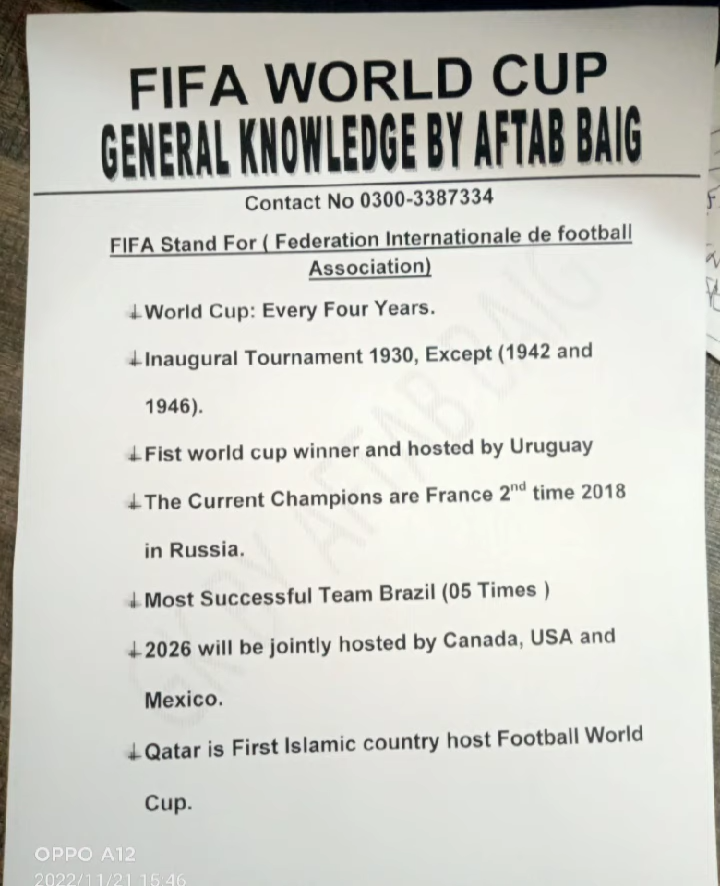 FIFA WORLD CUP
GENERAL KNOWLEDGE BY AFTAB BAIG
Contact No 0300-3387334
FIFA Stand For ( Federation Internationale de football
Association)
World Cup: Every Four Years.
Inaugural Tournament 1930, Except (1942 and
1946).
Fist world cup winner and hosted by Uruguay
The Current Champions are France 2nd time 2018
in Russia.
Most Successful Team Brazil (05 Times )
2026 will be jointly hosted by Canada, USA and
Mexico.
Qatar is First Islamic country host Football World
Cup.
GK BY AFTAB BAIG
OPPO A12
2022/11/21 15:46